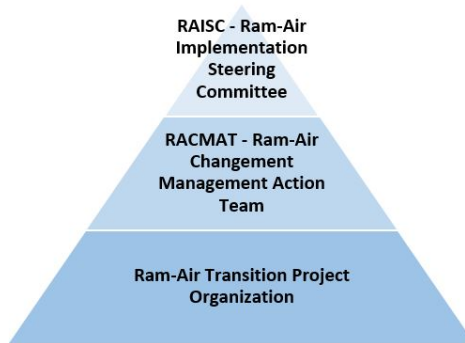 RAISC - Ram-Air
Implementation
Steering
Committee
RACMAT - Ram-Air
Changement
Management Action
Team
Ram-Air Transition Project
Organization